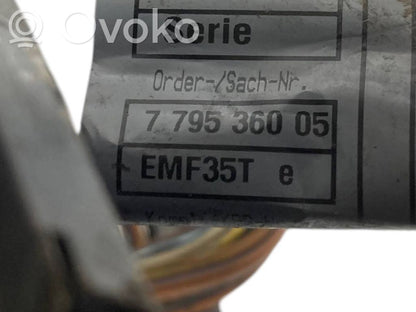 Ovoko
Serie
Order-/Sach-Nr.
7 795 360 05
EMF35T e